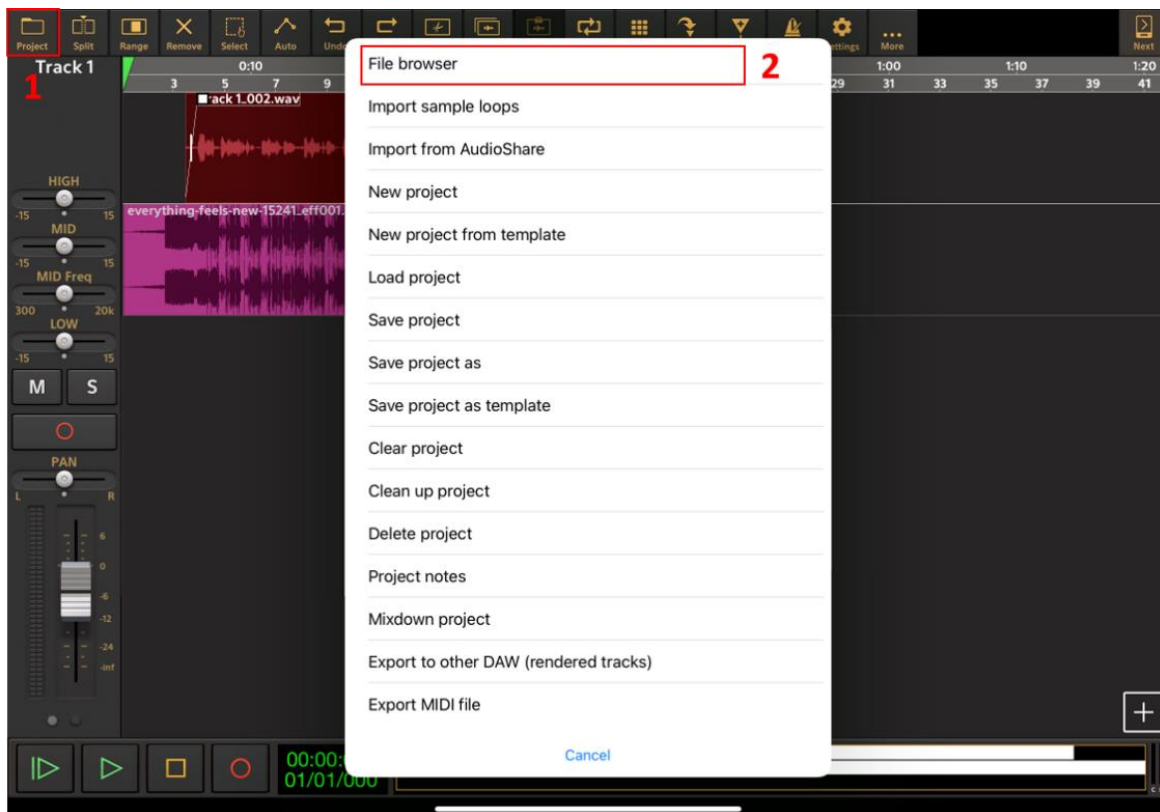 Project Split Range Remove Select Auto Undo ettings More Next
Track 1
1
0:10 1:00 1:10 1:20
3 5 7 9 29 31 33 35 37 39 41
rack 1_002.wav
everything-feels-new-15241_eff001.
HIGH
-15 15
MID
-15 15
MID Freq
300 20k
LOW
-15 15
M S
PAN
L R
6
0
-6
-12
-24
-inf
File browser
2
Import sample loops
Import from AudioShare
New project
New project from template
Load project
Save project
Save project as
Save project as template
Clear project
Clean up project
Delete project
Project notes
Mixdown project
Export to other DAW (rendered tracks)
Export MIDI file
Cancel
00:00:
01/01/000